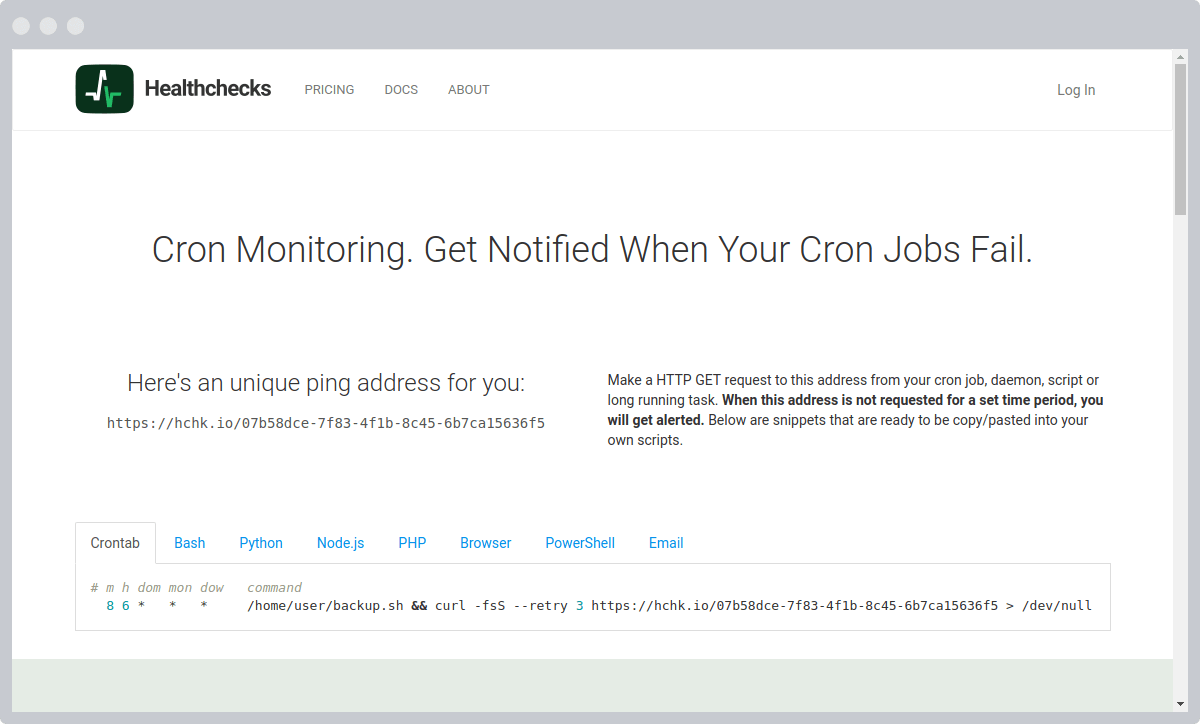 Healthchecks PRICING DOCS ABOUT Log In
Cron Monitoring. Get Notified When Your Cron Jobs Fail.
Here's an unique ping address for you:
https://hchk.io/07b58dce-7f83-4f1b-8c45-6b7ca15636f5
Make a HTTP GET request to this address from your cron job, daemon, script or
long running task. When this address is not requested for a set time period, you
will get alerted. Below are snippets that are ready to be copy/pasted into your
own scripts.
Crontab Bash Python Node.js PHP Browser PowerShell Email
# m h dom mon dow command
8 6 * * * /home/user/backup.sh && curl -fsS --retry 3 https://hchk.io/07b58dce-7f83-4f1b-8c45-6b7ca15636f5 > /dev/null